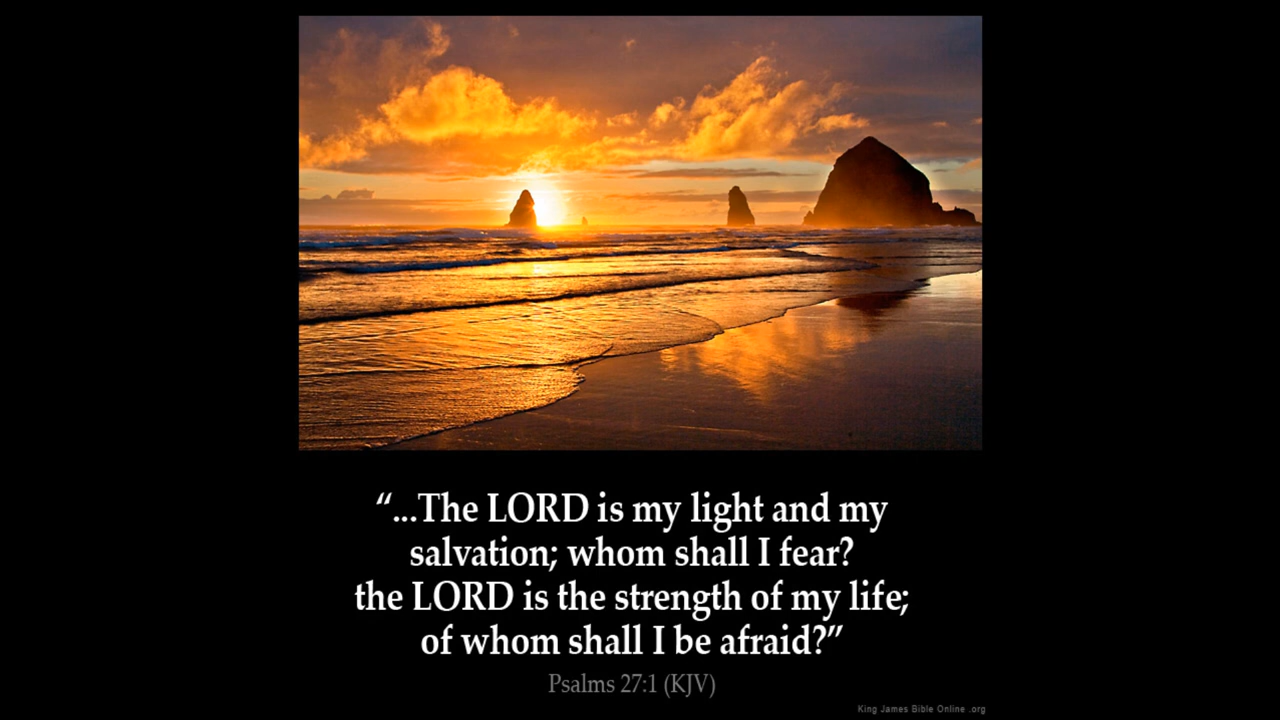 “...The LORD is my light and my
salvation; whom shall I fear?
the LORD is the strength of my life;
of whom shall I be afraid?”
Psalms 27:1 (KJV)
King James Bible Online .org